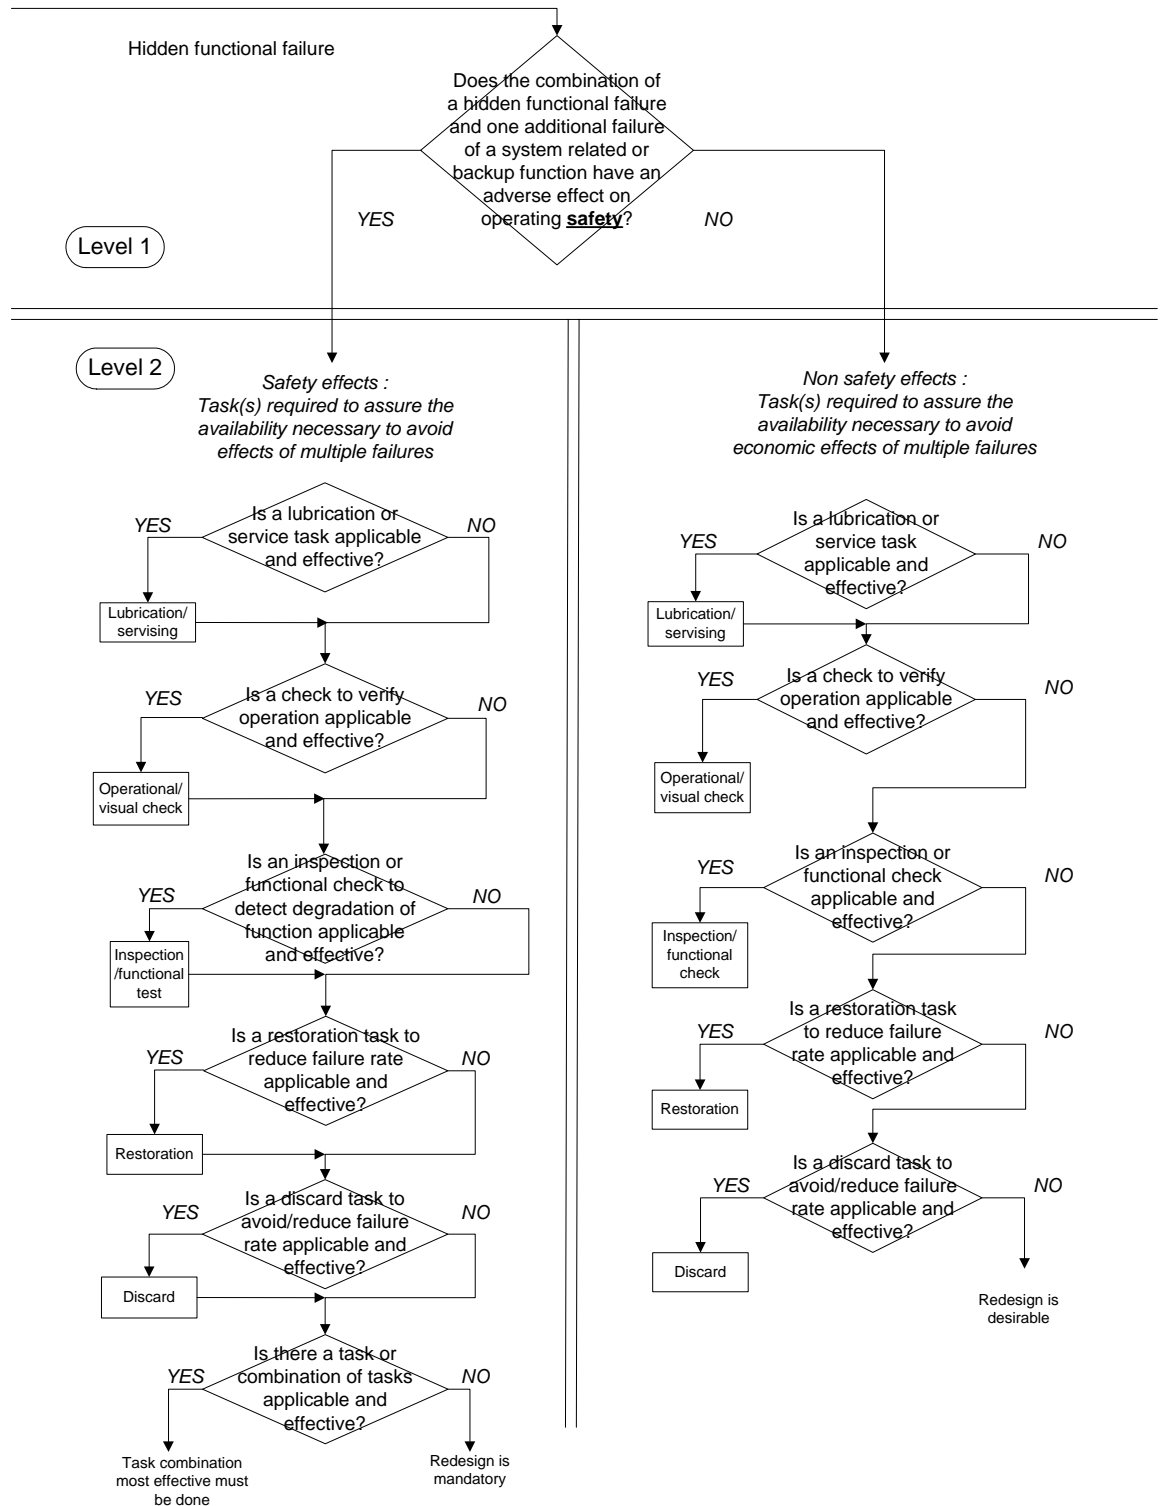 Hidden functional failure
Does the combination of
a hidden functional failure
and one additional failure
of a system related or
backup function have an
adverse effect on
operating safety?
YES
NO
Level 1
Level 2
Safety effects :
Task(s) required to assure the
availability necessary to avoid
effects of multiple failures
Is a lubrication or
service task applicable
and effective?
YES
NO
Lubrication/
servising
Is a check to verify
operation applicable
and effective?
YES
NO
Operational/
visual check
Is an inspection or
functional check to
detect degradation of
function applicable
and effective?
YES
NO
Inspection
/functional
test
Is a restoration task to
reduce failure rate
applicable and
effective?
YES
NO
Restoration
Is a discard task to
avoid/reduce failure
rate applicable and
effective?
YES
NO
Discard
Is there a task or
combination of tasks
applicable and
effective?
YES
NO
Task combination
most effective must
be done
Redesign is
mandatory
Non safety effects :
Task(s) required to assure the
availability necessary to avoid
economic effects of multiple failures
Is a lubrication or
service task
applicable and
effective?
YES
NO
Lubrication/
servising
Is a check to verify
operation applicable
and effective?
YES
NO
Operational/
visual check
Is an inspection or
functional check
applicable and
effective?
YES
NO
Inspection/
functional
check
Is a restoration task
to reduce failure
rate applicable and
effective?
YES
NO
Restoration
Is a discard task to
avoid/reduce failure
rate applicable and
effective?
YES
NO
Discard
Redesign is
desirable